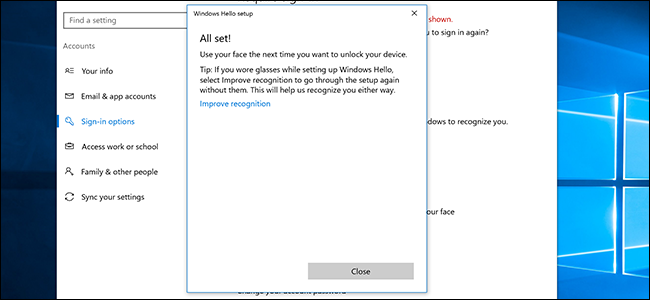 Windows Hello setup
Find a setting
shown.
All set!
u to sign in again?
Accounts
Use your face the next time you want to unlock your device.
Your info
Tip: If you wore glasses while setting up Windows Hello,
select Improve recognition to go through the setup again
without them. This will help us recognize you either way.
Email & app accounts
Improve recognition
Sign-in options
ndows to recognize you.
Access work or school
Family & other people
Sync your settings
our face
Close
Change your account password